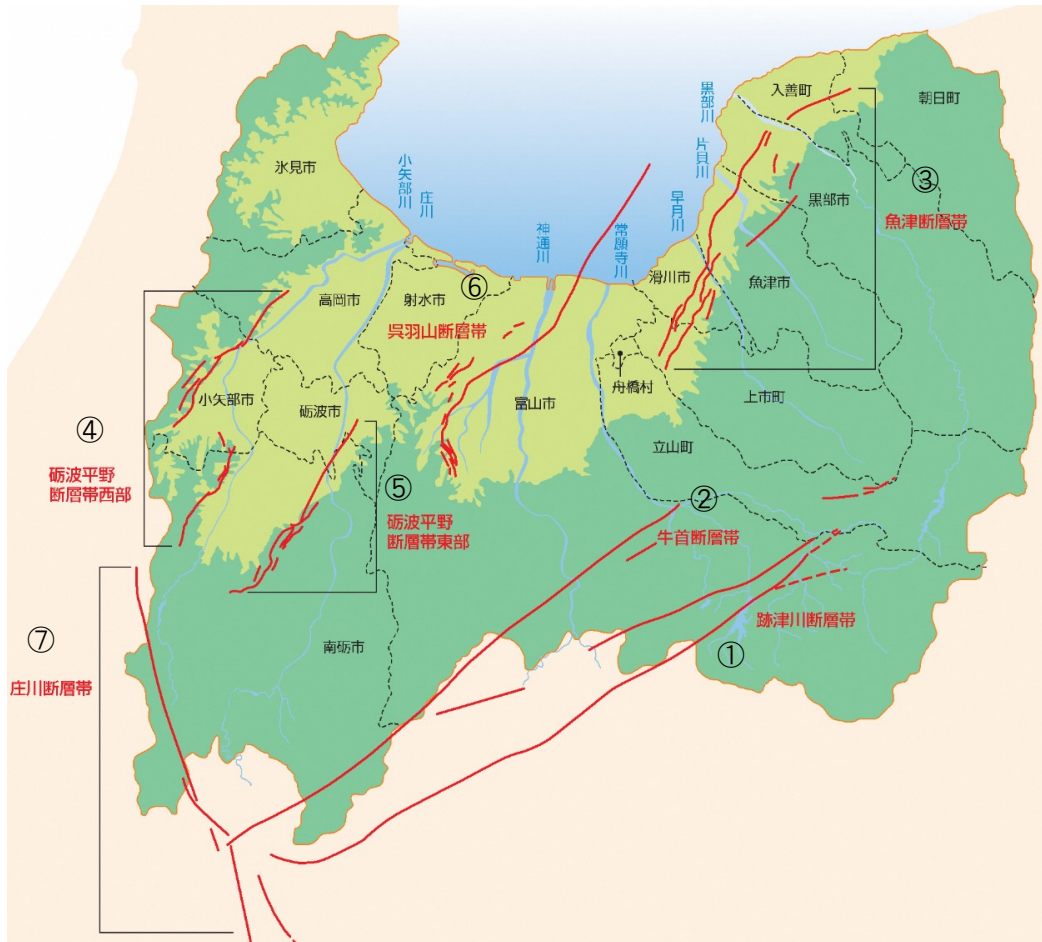 黒部川
片貝川
早月川
常願寺川
神通川
庄川
小矢部川
入善町
朝日町
氷見市
③
黒部市
魚津断層帯
滑川市
魚津市
⑥
高岡市
射水市
呉羽山断層帯
舟橋村
上市町
小矢部市
砺波市
富山市
④
立山町
砺波平野
断層帯西部
⑤
砺波平野
断層帯東部
②
牛首断層帯
跡津川断層帯
①
⑦
南砺市
庄川断層帯